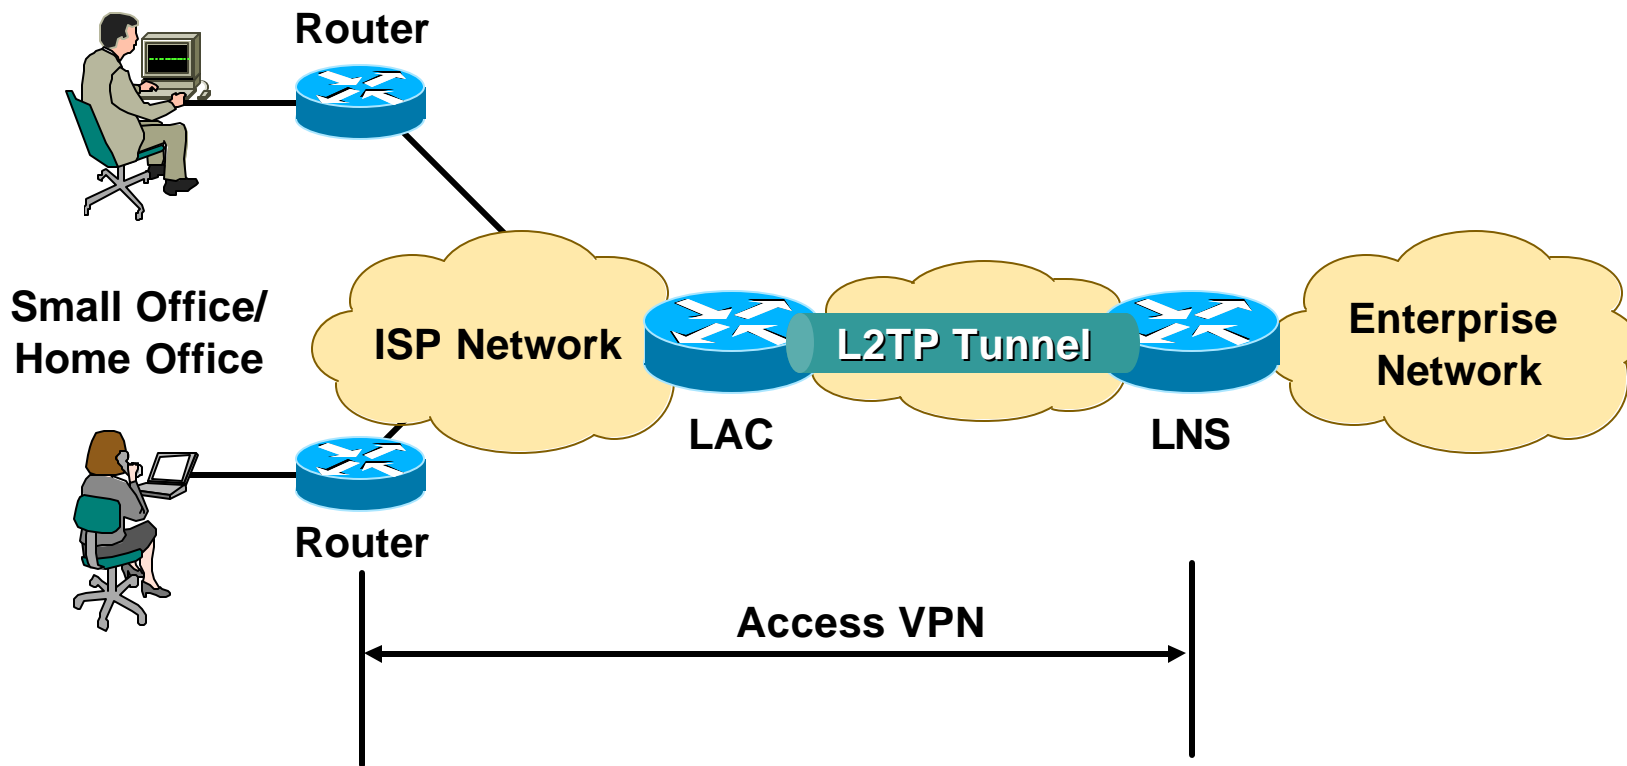 Router
Small Office/
Home Office
ISP Network
L2TP Tunnel
Enterprise
Network
LAC
LNS
Router
Access VPN